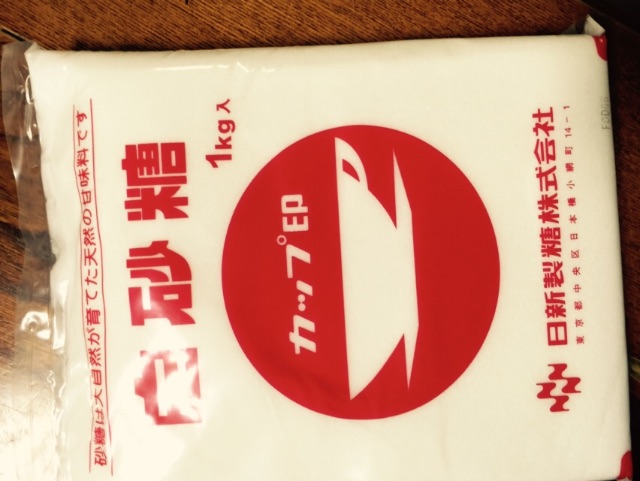 砂糖は大自然が育てた天然の甘味料です
白砂糖
1kg入
カップ印
日新製糖株式会社
東京都中央区日本橋小網町14-1